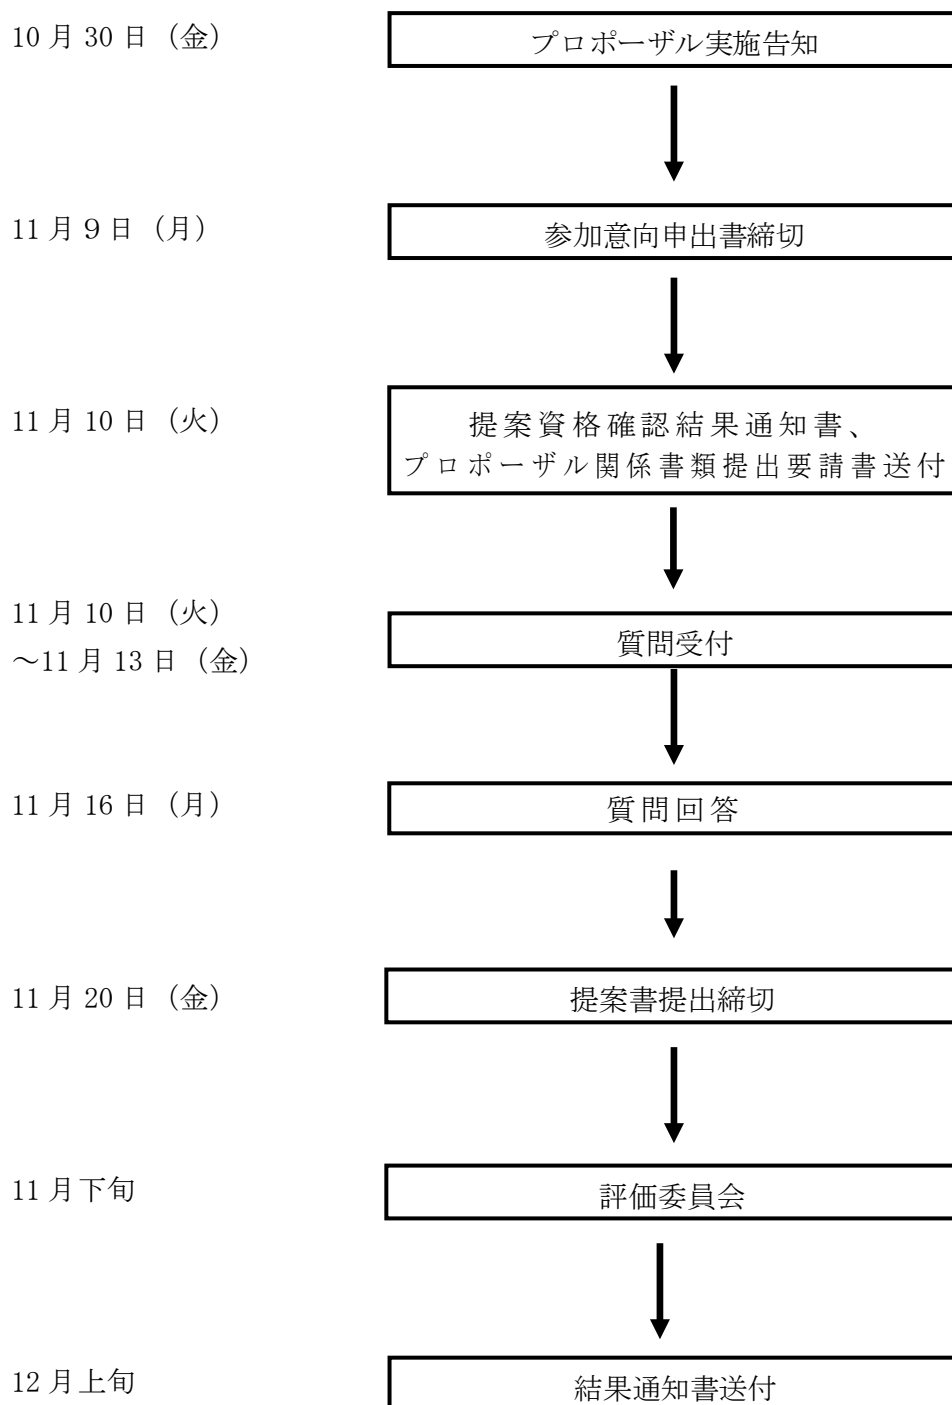 10月30日（金）
プロポーザル実施告知
11月9日（月）
参加意向申出書締切
11月10日（火）
提案資格確認結果通知書、
プロポーザル関係書類提出要請書送付
11月10日（火）
～11月13日（金）
質問受付
11月16日（月）
質問回答
11月20日（金）
提案書提出締切
11月下旬
評価委員会
12月上旬
結果通知書送付